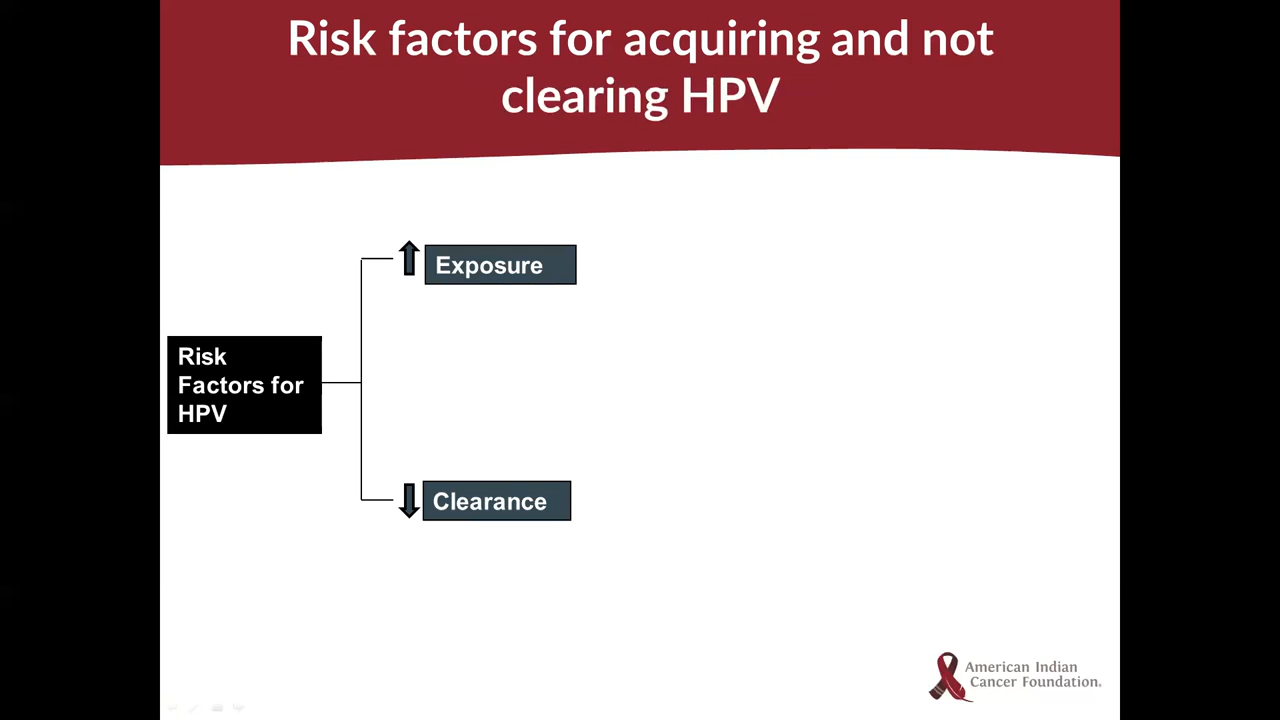 Risk factors for acquiring and not
clearing HPV
Exposure
Risk
Factors for
HPV
Clearance
American Indian
Cancer Foundation.